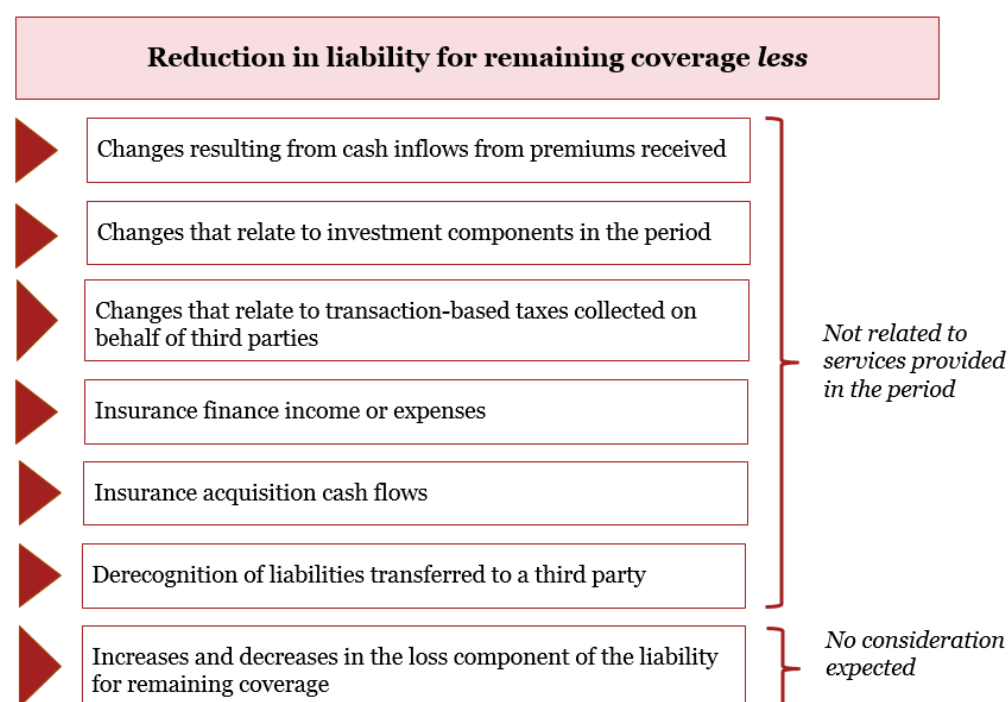 Reduction in liability for remaining coverage less
Changes resulting from cash inflows from premiums received
Changes that relate to investment components in the period
Changes that relate to transaction-based taxes collected on
behalf of third parties
Insurance finance income or expenses
Insurance acquisition cash flows
Derecognition of liabilities transferred to a third party
Not related to
services provided
in the period
Increases and decreases in the loss component of the liability
for remaining coverage
No consideration
expected